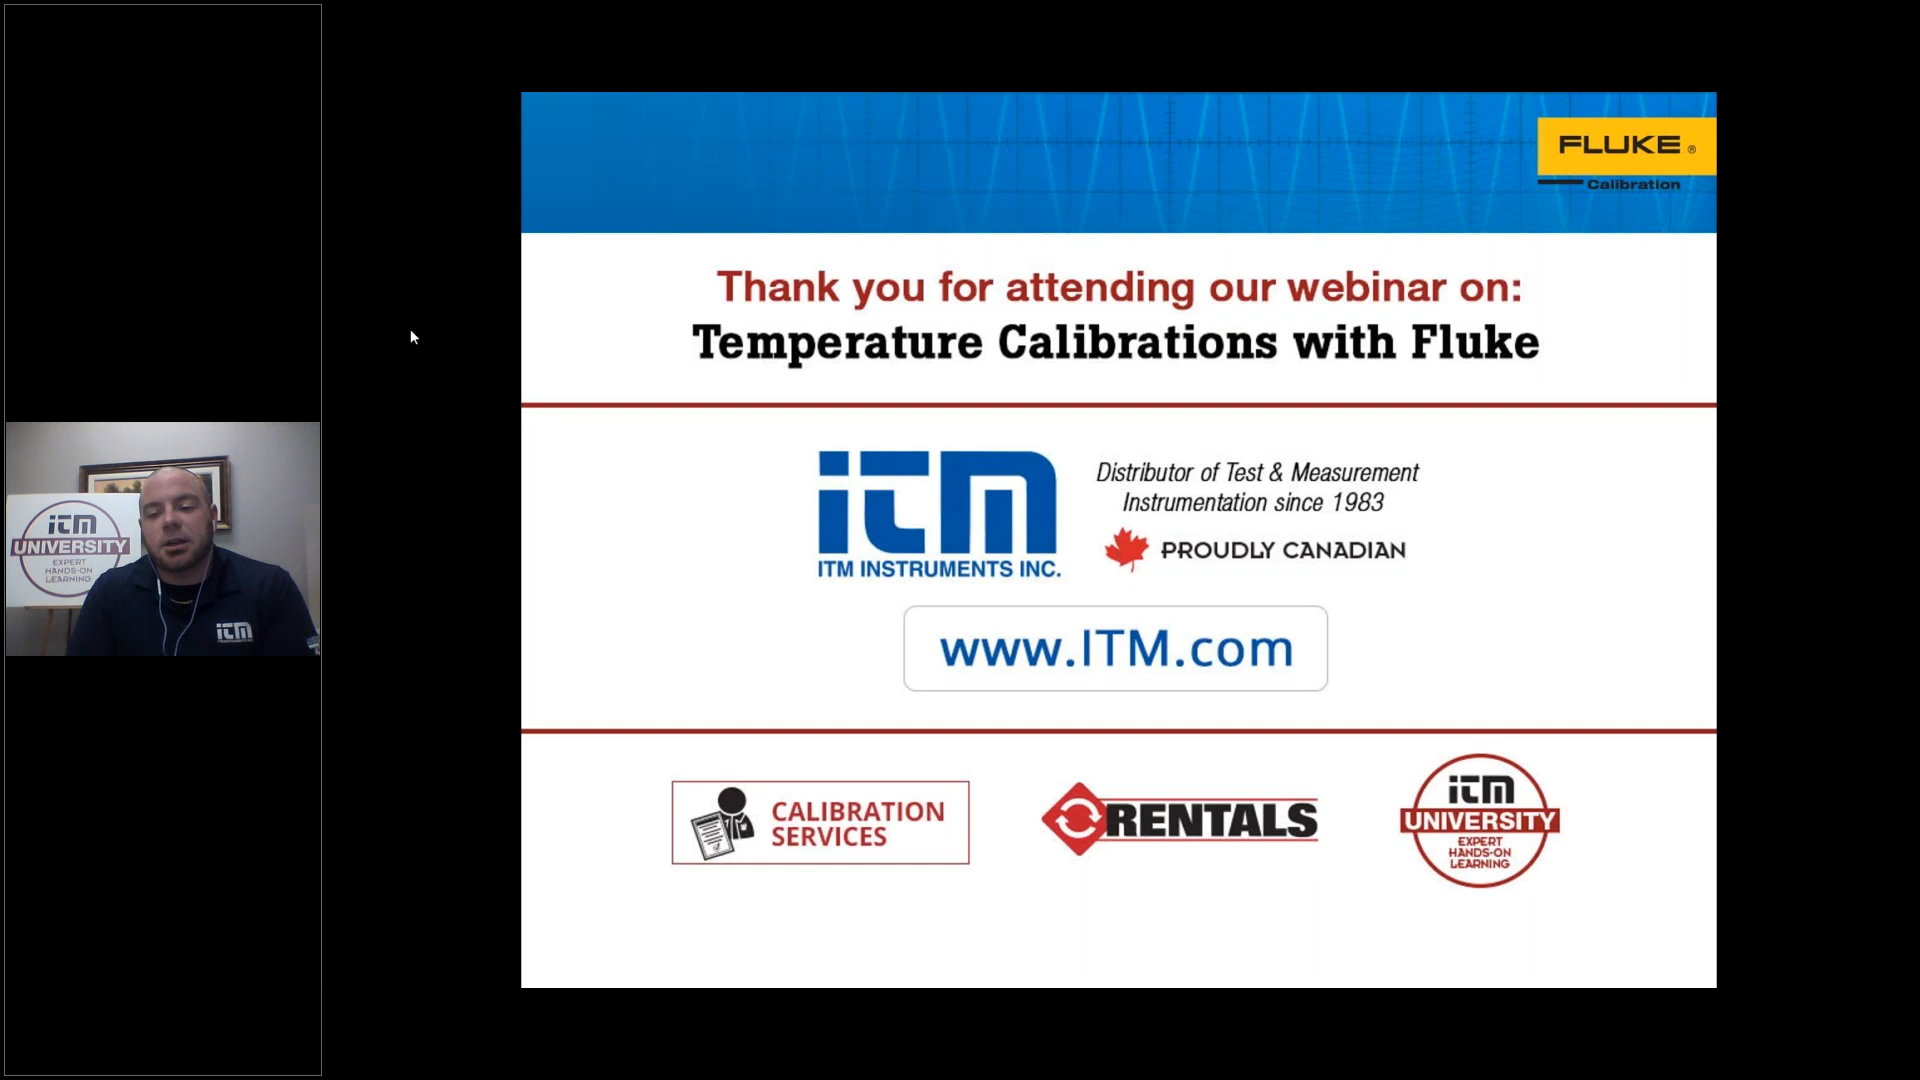 FLUKE ®
Calibration
Thank you for attending our webinar on:
Temperature Calibrations with Fluke
itm
ITM INSTRUMENTS INC.
Distributor of Test & Measurement
Instrumentation since 1983
PROUDLY CANADIAN
www.ITM.com
CALIBRATION
SERVICES
RENTALS
itm
UNIVERSITY
EXPERT
HANDS-ON
LEARNING
itm
UNIVERSITY
EXPERT
HANDS-ON
LEARNING
itm